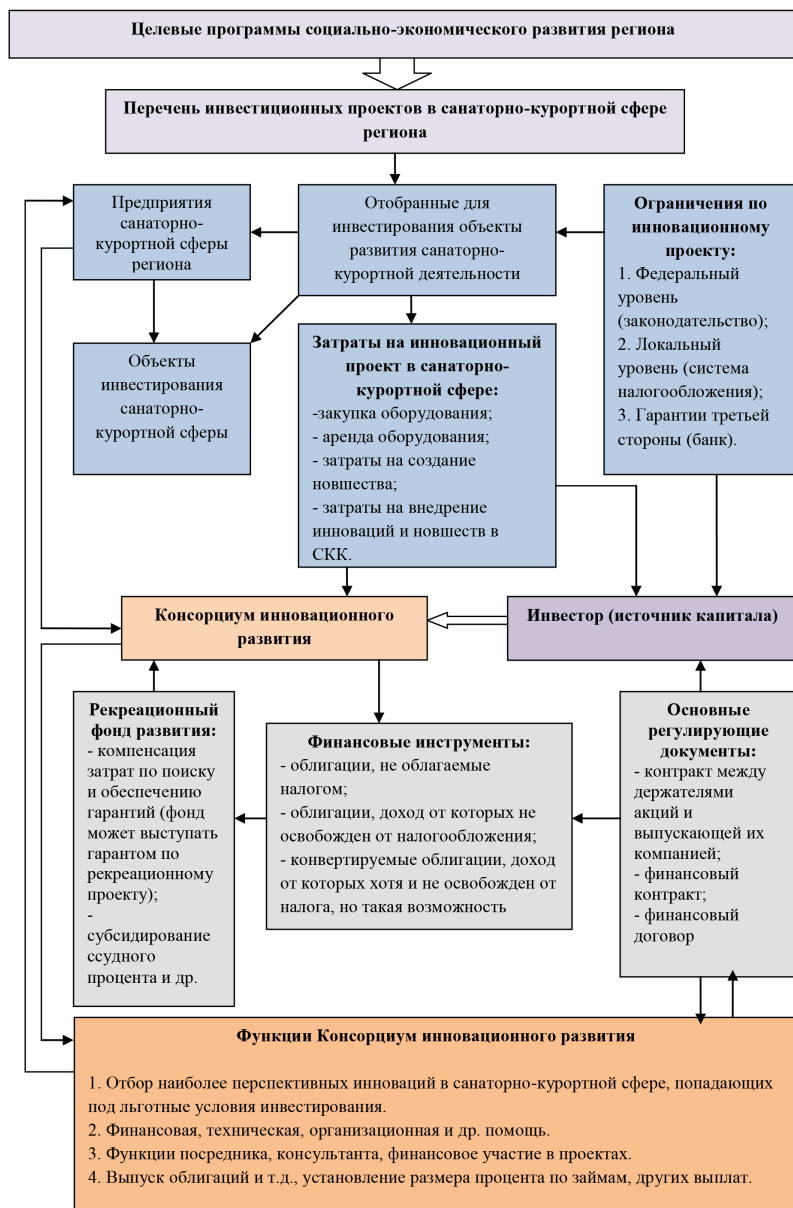 Целевые программы социально-экономического развития региона
Перечень инвестиционных проектов в санаторно-курортной сфере
региона
Предприятия
санаторно-
курортной сферы
региона
Отобранные для
инвестирования объекты
развития санаторно-
курортной деятельности
Ограничения по
инновационному
проекту:
1. Федеральный
уровень
(законодательство);
2. Локальный
уровень (система
налогообложения);
3. Гарантии третьей
стороны (банк).
Объекты
инвестирования
санаторно-
курортной сферы
Затраты на инновационный
проект в санаторно-
курортной сфере:
-закупка оборудования;
- аренда оборудования;
- затраты на создание
новшества;
- затраты на внедрение
инноваций и новшеств в
СКК.
Консорциум инновационного
развития
Инвестор (источник капитала)
Рекреационный
фонд развития:
- компенсация
затрат по поиску
и обеспечению
гарантий (фонд
может выступать
гарантом по
рекреационному
проекту);
-
субсидирование
ссудного
процента и др.
Финансовые инструменты:
- облигации, не облагаемые
налогом;
- облигации, доход от которых не
освобожден от налогообложения;
- конвертируемые облигации, доход
от которых хотя и не освобожден от
налога, но такая возможность
Основные
регулирующие
документы:
- контракт между
держателями
акций и
выпускающей их
компанией;
- финансовый
контракт;
- финансовый
договор
Функции Консорциум инновационного развития
1. Отбор наиболее перспективных инноваций в санаторно-курортной сфере, попадающих
под льготные условия инвестирования.
2. Финансовая, техническая, организационная и др. помощь.
3. Функции посредника, консультанта, финансовое участие в проектах.
4. Выпуск облигаций и т.д., установление размера процента по займам, других выплат.